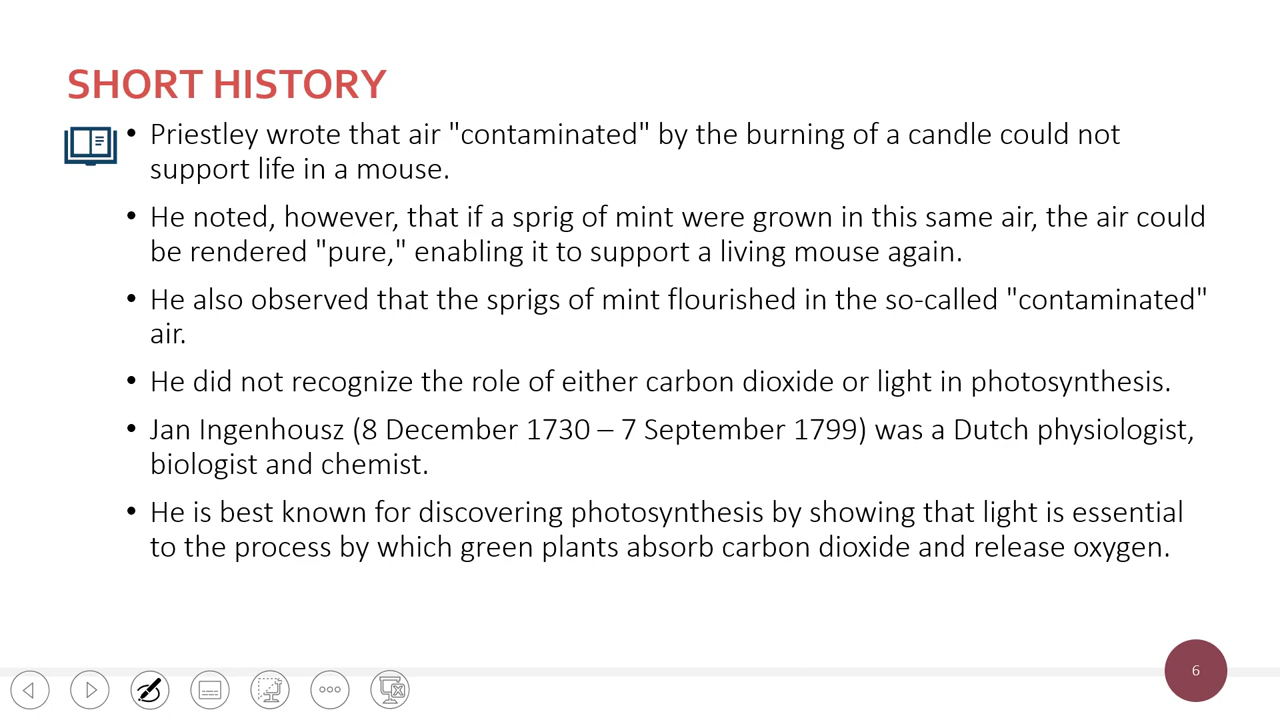 SHORT HISTORY
• Priestley wrote that air "contaminated" by the burning of a candle could not
support life in a mouse.
• He noted, however, that if a sprig of mint were grown in this same air, the air could
be rendered "pure," enabling it to support a living mouse again.
• He also observed that the sprigs of mint flourished in the so-called "contaminated"
air.
• He did not recognize the role of either carbon dioxide or light in photosynthesis.
• Jan Ingenhousz (8 December 1730 – 7 September 1799) was a Dutch physiologist,
biologist and chemist.
• He is best known for discovering photosynthesis by showing that light is essential
to the process by which green plants absorb carbon dioxide and release oxygen.
6